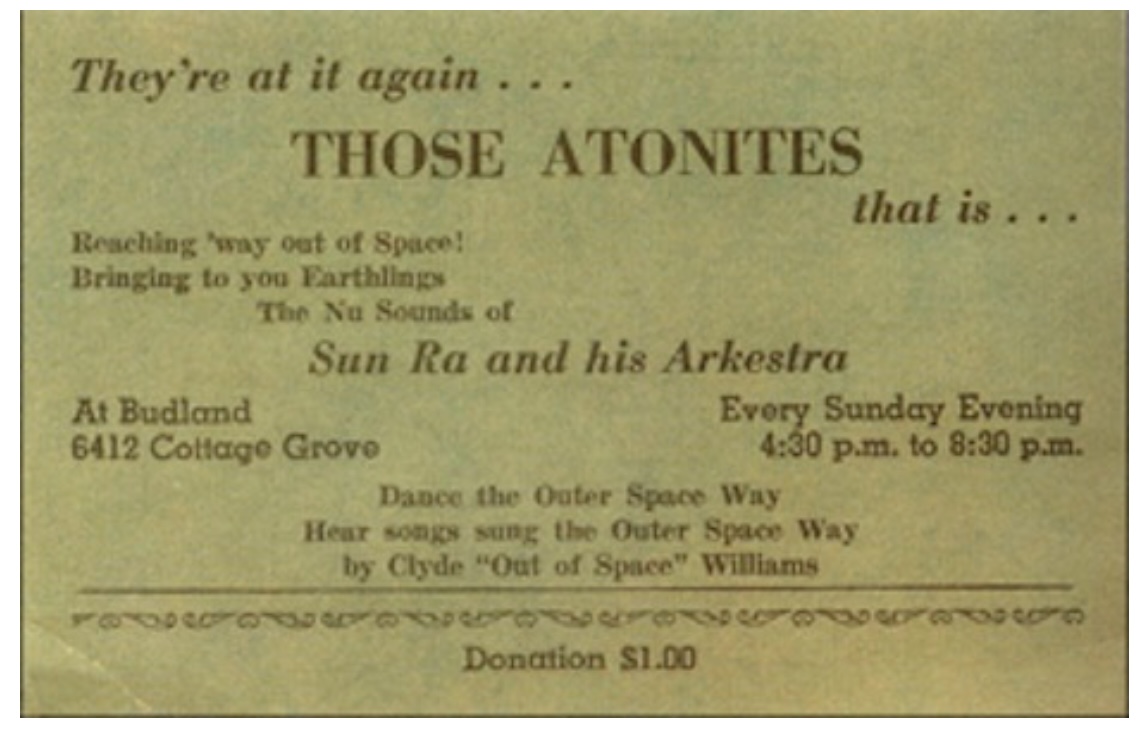 They're at it again . . .
THOSE ATONITES
that is . . .
Reaching 'way out of Space!
Bringing to you Earthlings
The Nu Sounds of
Sun Ra and his Arkestra
At Budland
6412 Cottage Grove
Every Sunday Evening
4:30 p.m. to 8:30 p.m.
Dance the Outer Space Way
Hear songs sung the Outer Space Way
by Clyde "Out of Space" Williams
Donation $1.00